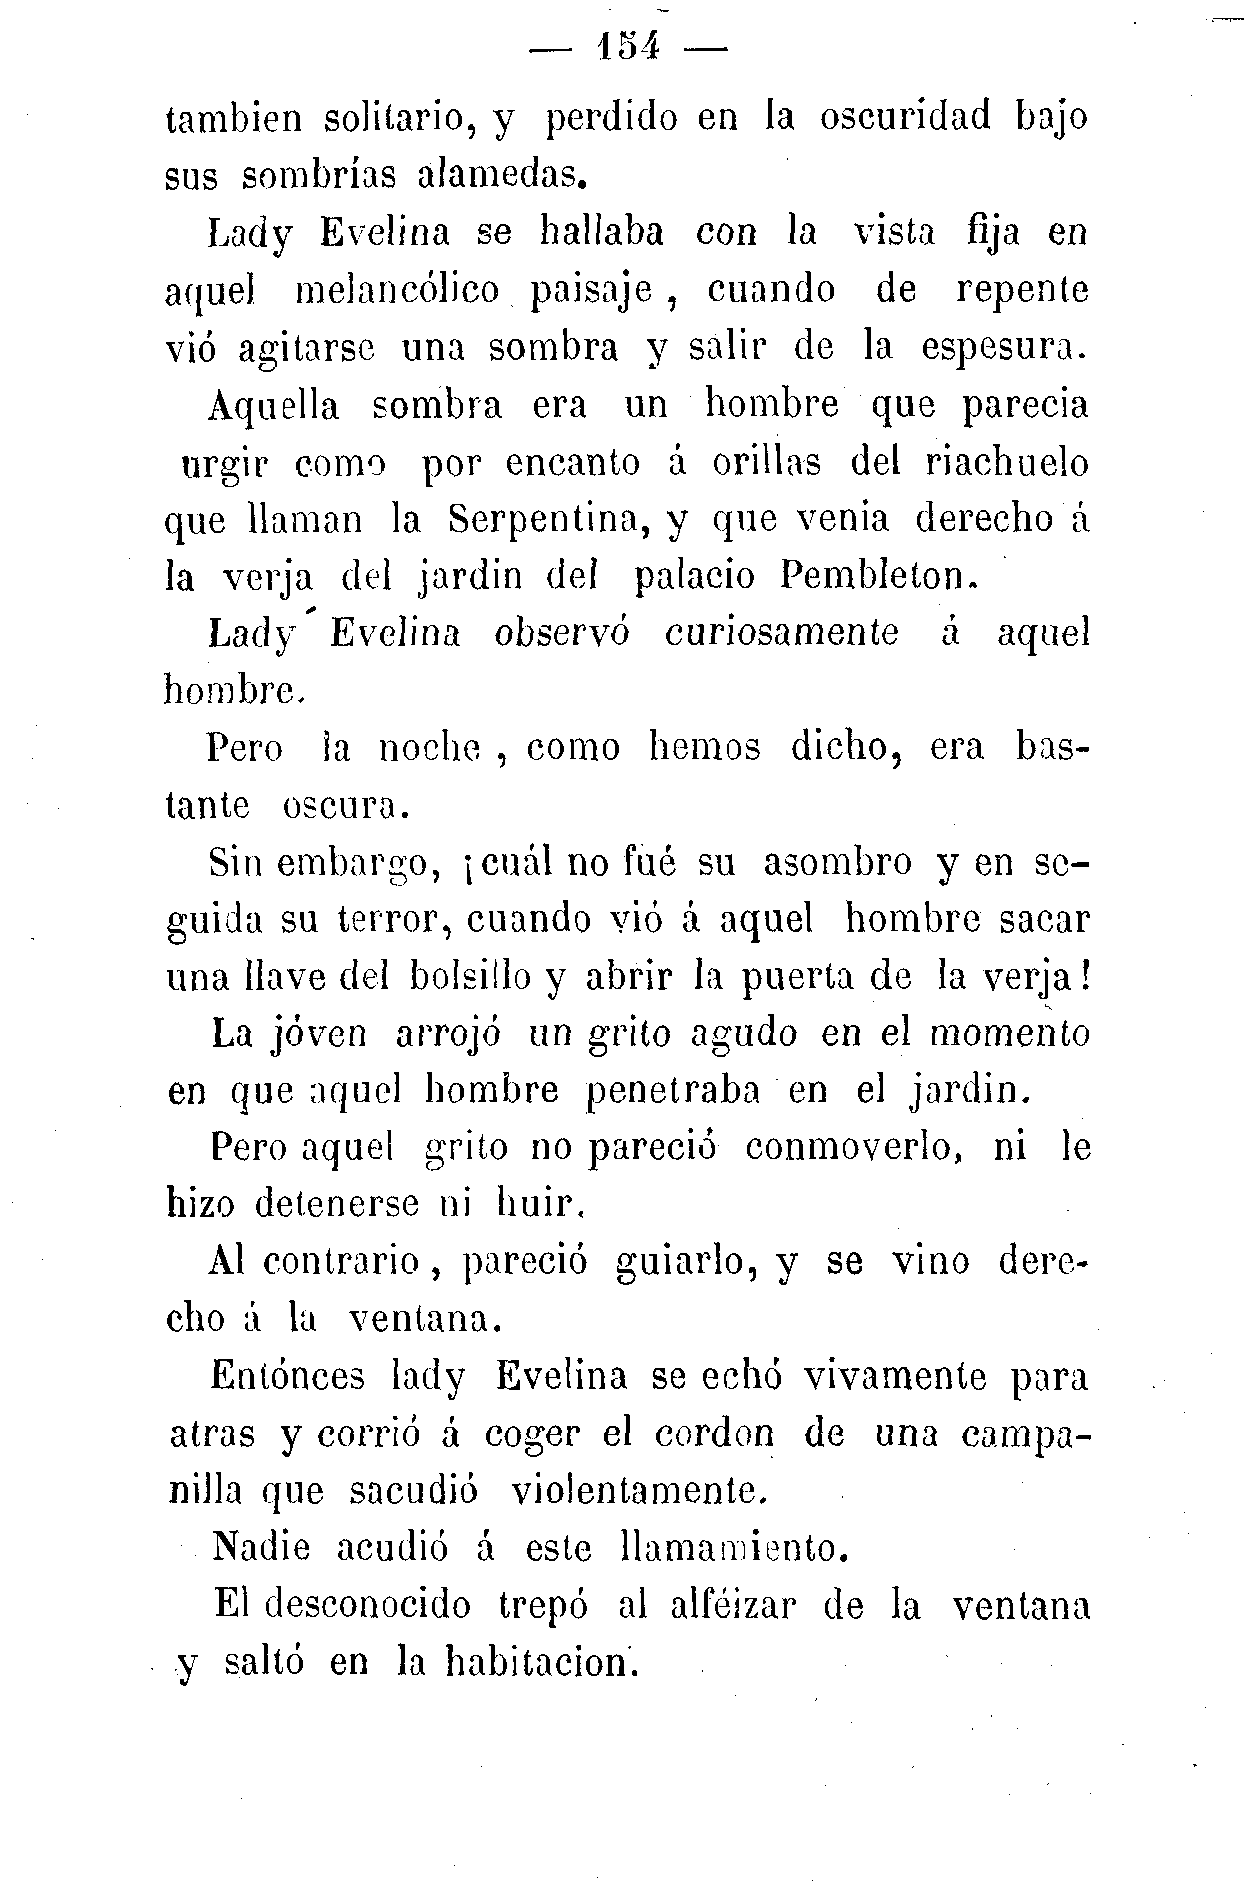 — 154 —
tambien solitario, y perdido en la oscuridad bajo
sus sombrías alamedas.
Lady Evelina se hallaba con la vista fija en
aquel melancólico paisaje , cuando de repente
vió agitarse una sombra y salir de la espesura.
Aquella sombra era un hombre que parecia
urgir como por encanto á orillas del riachuelo
que llaman la Serpentina, y que venia derecho á
la verja del jardin del palacio Pembleton.
Lady Evelina observó curiosamente á aquel
hombre.
Pero la noche , como hemos dicho, era bas-
tante oscura.
Sin embargo, ¡cuál no fué su asombro y en se-
guida su terror, cuando vió á aquel hombre sacar
una llave del bolsillo y abrir la puerta de la verja!
La jóven arrojó un grito agudo en el momento
en que aquel hombre penetraba en el jardin.
Pero aquel grito no pareció conmoverlo, ni le
hizo detenerse ni huir.
Al contrario , pareció guiarlo, y se vino dere-
cho á la ventana.
Entónces lady Evelina se echó vivamente para
atras y corrió á coger el cordon de una campa-
nilla que sacudió violentamente.
Nadie acudió á este llamamiento.
El desconocido trepó al alféizar de la ventana
y saltó en la habitacion.